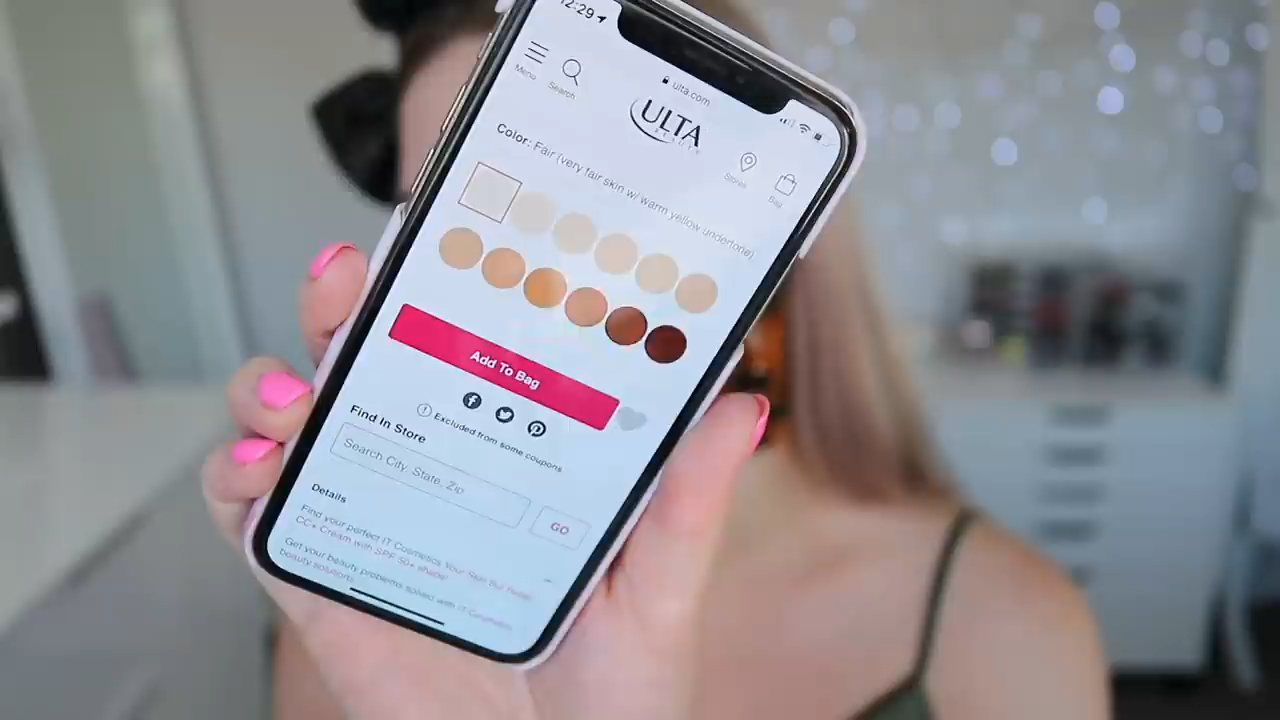 12:29
ulta.com
Menu
Search
ULTA
BEAUTY
Stores
Bag
Color: Fair (very fair skin w/ warm yellow undertone)
Add To Bag
Excluded from some coupons
Find In Store
Search City, State, Zip
GO
Details
Find your perfect IT Cosmetics Your Skin But Better
CC+ Cream with SPF 50+ shade!
Get your beauty problems solved with IT Cosmetics
beauty solutions